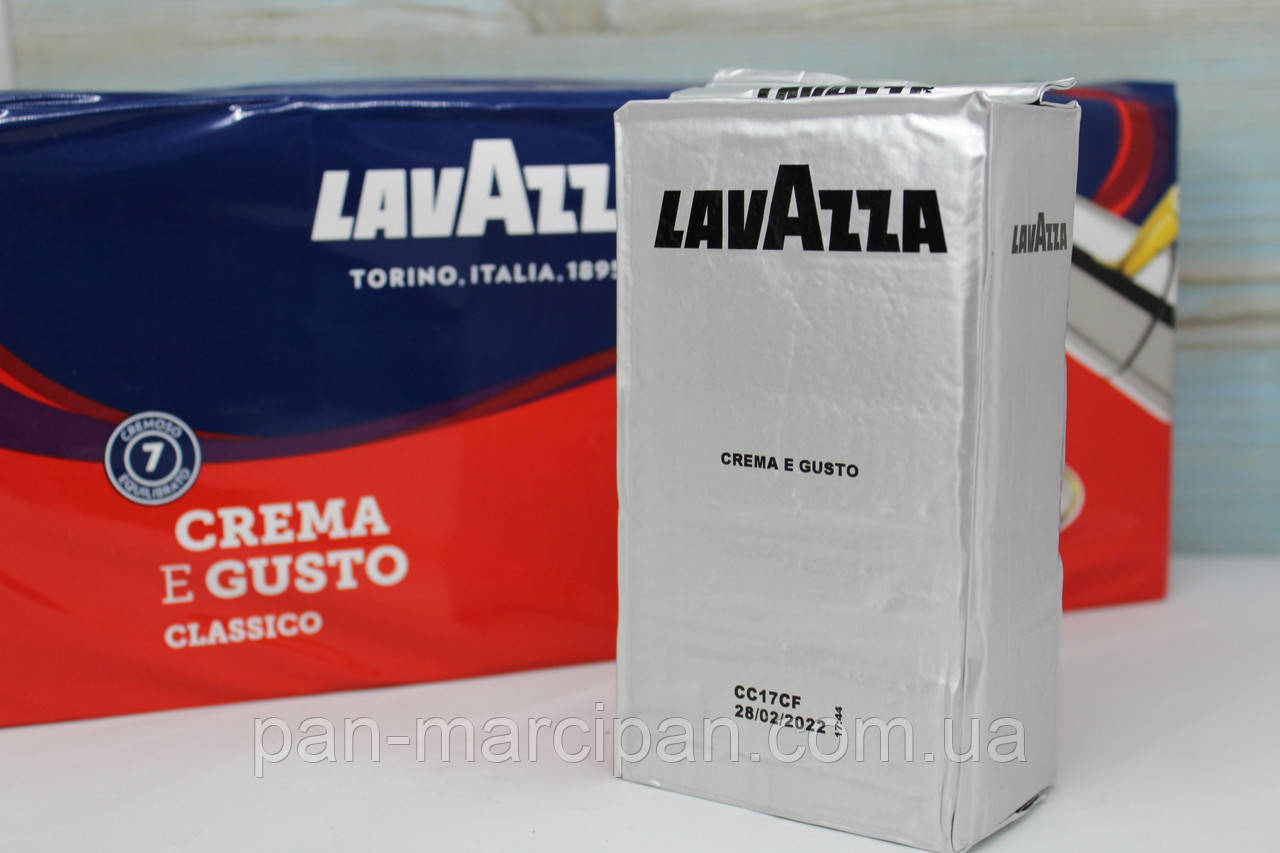 LAVAZZ
TORINO, ITALIA, 1895
CREMOSO
7
EQUILIBRATO
CREMA
E GUSTO
CLASSICO
LAVAZZA
LAVAZZA
LAVAZZA
CREMA E GUSTO
CC17CF
28/02/2022 17:44
pan-marcipan.com.ua